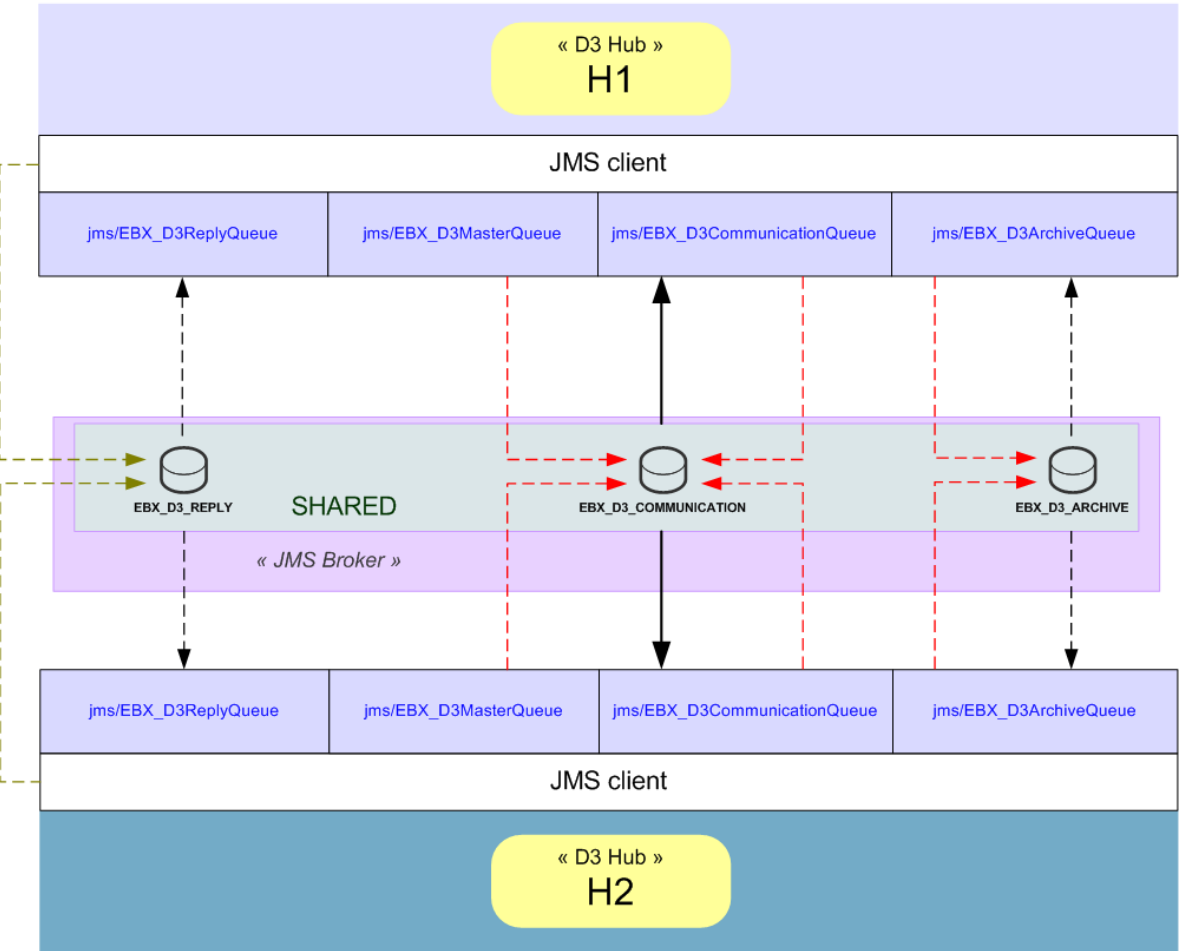 « D3 Hub »
H1
JMS client
jms/EBX_D3ReplyQueue
jms/EBX_D3MasterQueue
jms/EBX_D3CommunicationQueue
jms/EBX_D3ArchiveQueue
EBX_D3_REPLY
SHARED
EBX_D3_COMMUNICATION
EBX_D3_ARCHIVE
« JMS Broker »
jms/EBX_D3ReplyQueue
jms/EBX_D3MasterQueue
jms/EBX_D3CommunicationQueue
jms/EBX_D3ArchiveQueue
JMS client
« D3 Hub »
H2